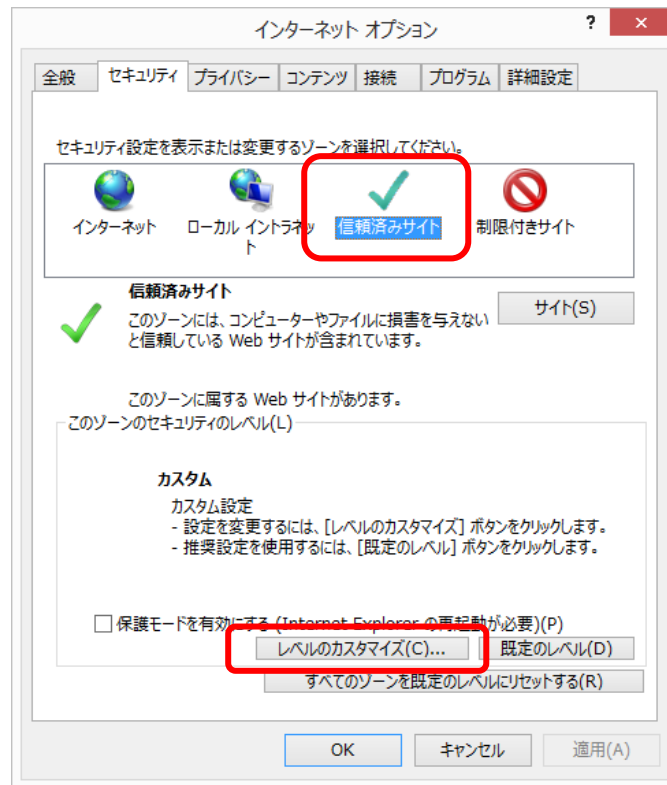 インターネット オプション
? ×
全般 セキュリティ プライバシー コンテンツ 接続 プログラム 詳細設定
セキュリティ設定を表示または変更するゾーンを選択してください。
インターネット ローカル イントラネット 信頼済みサイト 制限付きサイト
信頼済みサイト
サイト(S)
このゾーンには、コンピューターやファイルに損害を与えない
と信頼している Web サイトが含まれています。
このゾーンに属する Web サイトがあります。
このゾーンのセキュリティのレベル(L)
カスタム
カスタム設定
- 設定を変更するには、[レベルのカスタマイズ] ボタンをクリックします。
- 推奨設定を使用するには、[既定のレベル] ボタンをクリックします。
保護モードを有効にする (Internet Explorer の再起動が必要)(P)
レベルのカスタマイズ(C)... 既定のレベル(D)
すべてのゾーンを既定のレベルにリセットする(R)
OK キャンセル 適用(A)